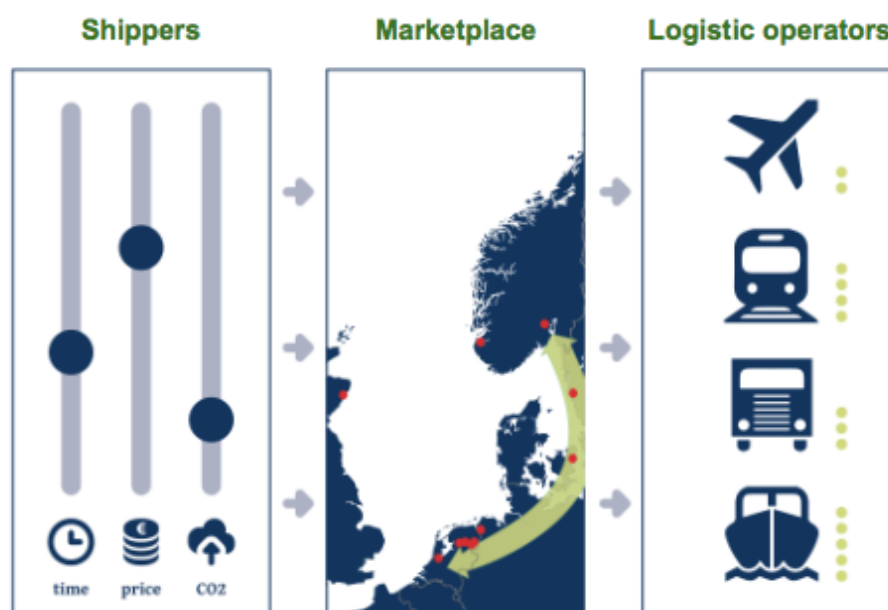 Shippers
Marketplace
Logistic operators
time
price
CO2